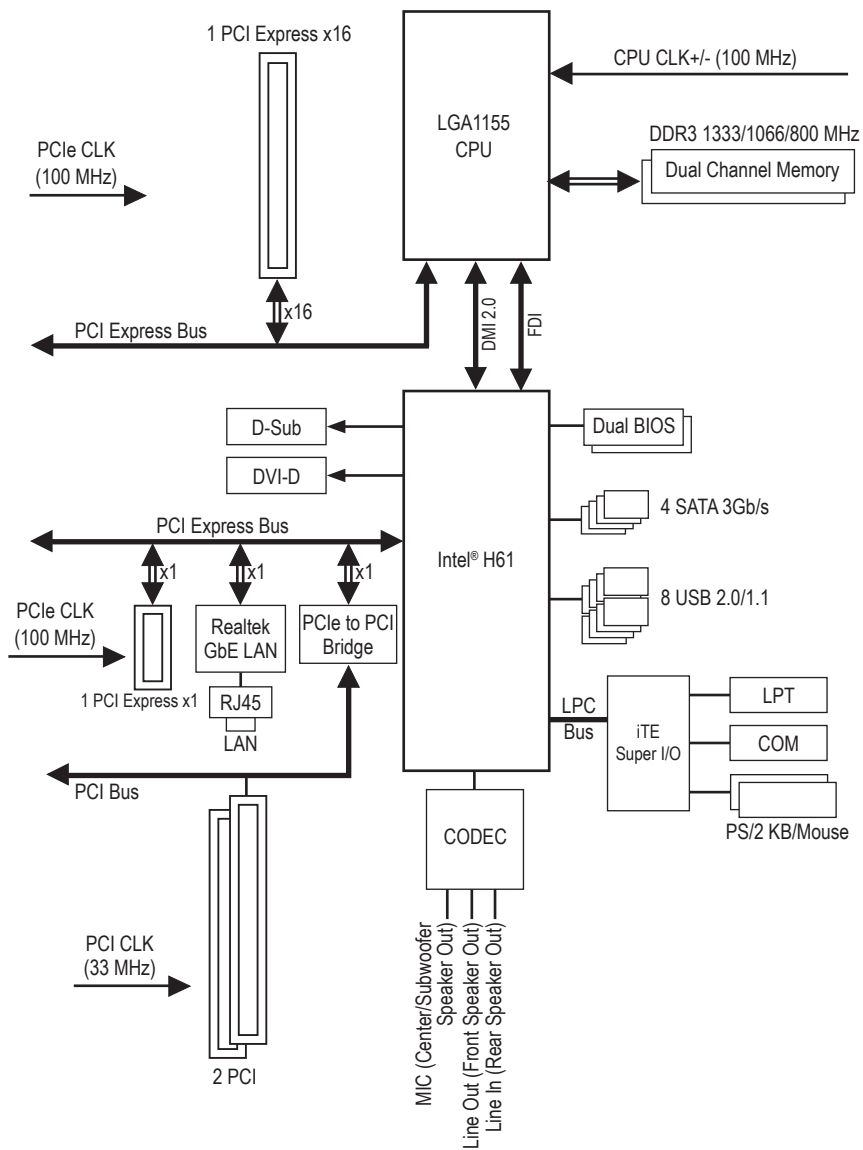 1 PCI Express x16
CPU CLK+/- (100 MHz)
LGA1155
CPU
DDR3 1333/1066/800 MHz
Dual Channel Memory
PCIe CLK
(100 MHz)
x16
PCI Express Bus
DMI 2.0
FDI
D-Sub
Dual BIOS
DVI-D
4 SATA 3Gb/s
PCI Express Bus
Intel® H61
x1
x1
x1
8 USB 2.0/1.1
PCIe CLK
(100 MHz)
Realtek
GbE LAN
PCIe to PCI
Bridge
1 PCI Express x1
RJ45
LAN
LPC
Bus
iTE
Super I/O
LPT
COM
PS/2 KB/Mouse
PCI Bus
CODEC
PCI CLK
(33 MHz)
2 PCI
MIC (Center/Subwoofer
Speaker Out)
Line Out (Front Speaker Out)
Line In (Rear Speaker Out)